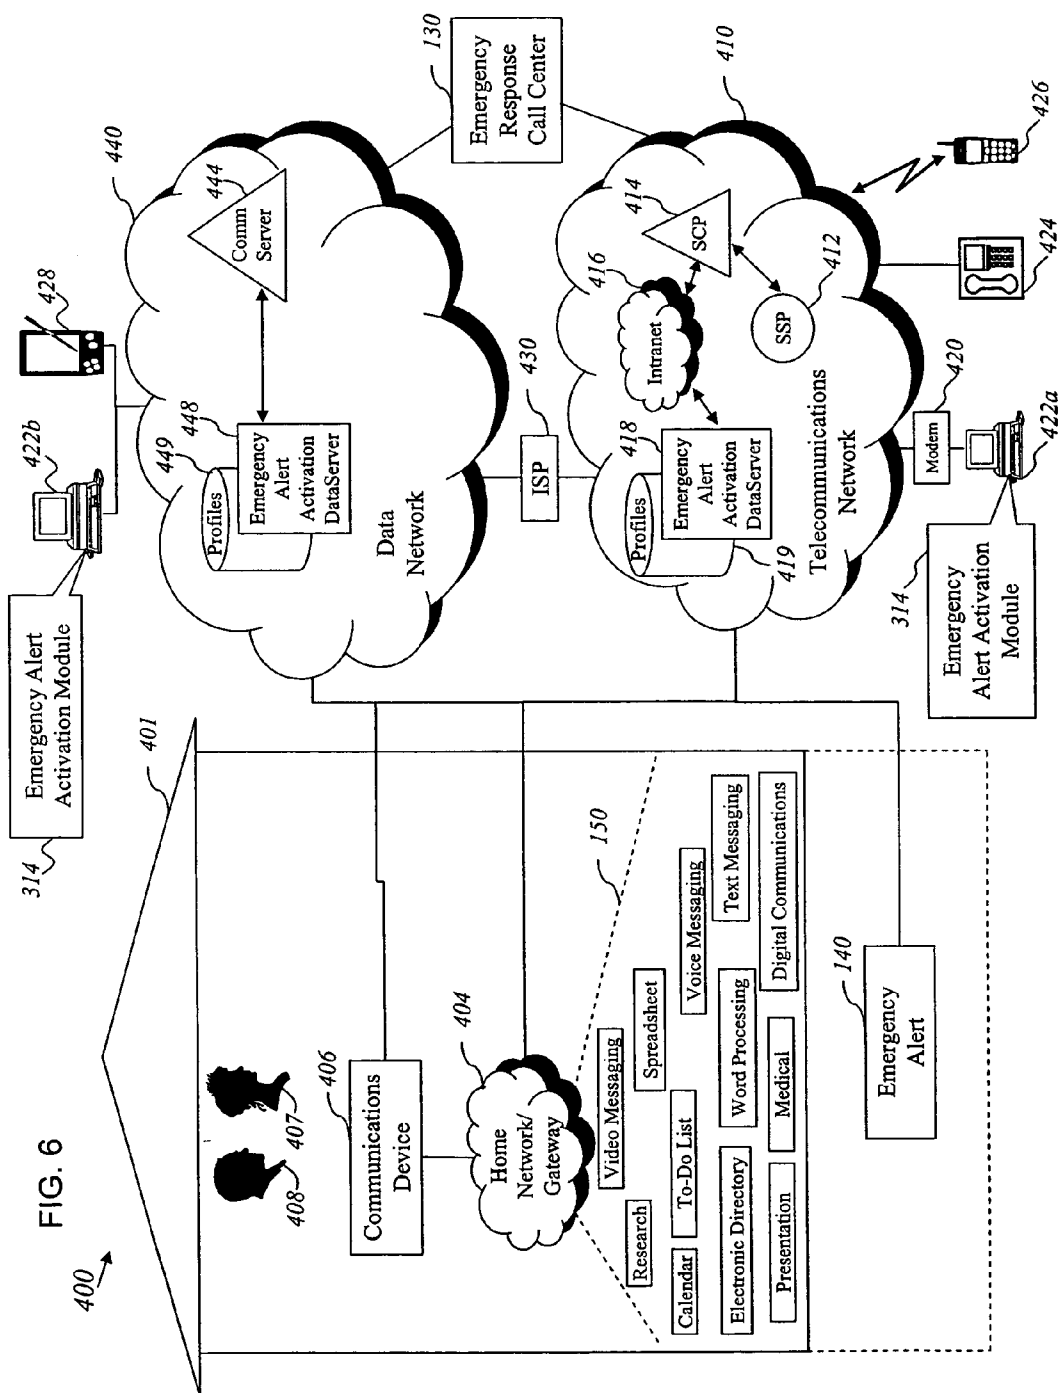 FIG. 6
400
401
314
Emergency Alert
Activation Module
422b
428
440
444
Comm
Server
448
449
Profiles
Emergency
Alert
Activation
DataServer
Data
Network
130
Emergency
Response
Call Center
430
ISP
410
414
SCP
416
Intranet
412
SSP
418
Profiles
Emergency
Alert
Activation
DataServer
419
Telecommunications
Network
426
424
420
Modem
422a
314
Emergency
Alert Activation
Module
408
407
406
Communications
Device
404
Home
Network/
Gateway
150
Video Messaging
Research
Spreadsheet
Voice Messaging
Calendar
To-Do List
Text Messaging
Electronic Directory
Word Processing
Presentation
Medical
Digital Communications
140
Emergency
Alert